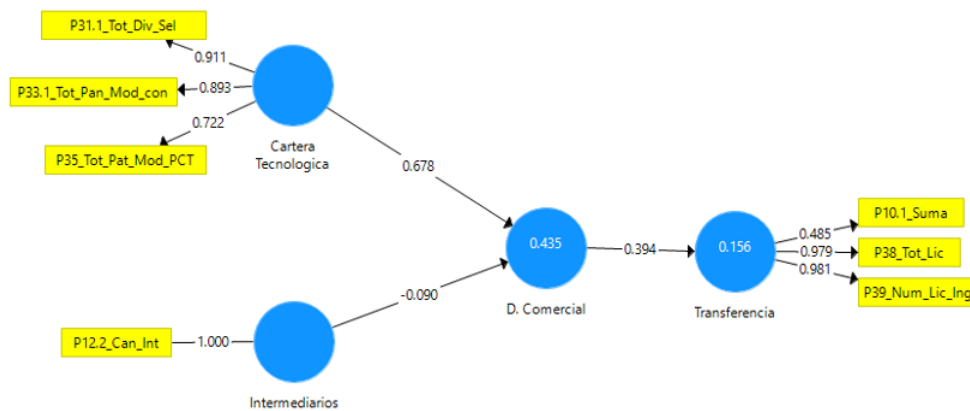 P31.1_Tot_Div_Sel
0.911
P33.1_Tot_Pan_Mod_con
0.893
0.722
P35_Tot_Pat_Mod_PCT
Cartera
Tecnologica
0.678
P10.1_Suma
0.485
0.435
0.394
0.156
0.979
P38_Tot_Lic
0.981
P39_Num_Lic_Ing
D. Comercial
Transferencia
-0.090
P12.2_Can_Int
1.000
Intermediarios